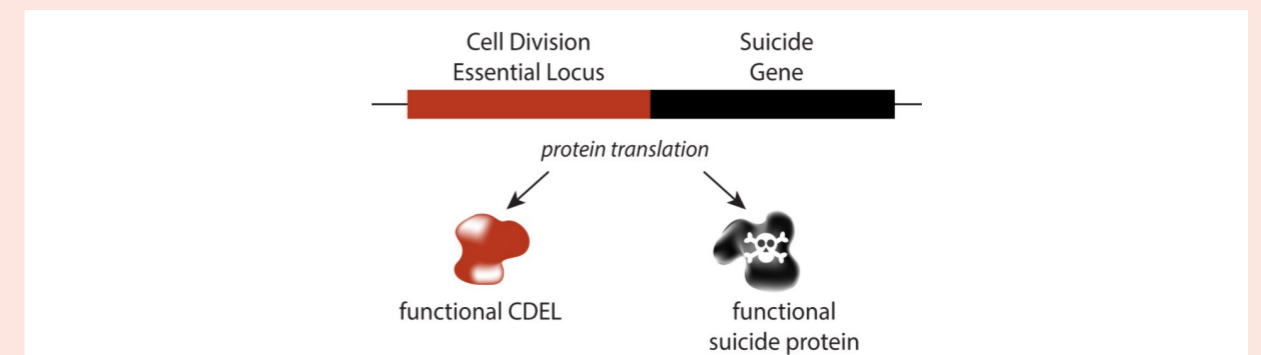 Cell Division
Essential Locus
Suicide
Gene
protein translation
functional CDEL
functional
suicide protein